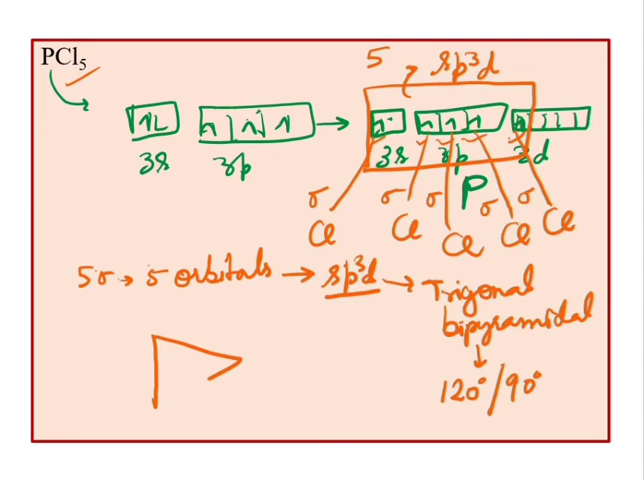 PCl₅
5 sp³d
3s 3p 3s 3p 3d
P
σ σ σ σ σ
Cl Cl Cl Cl Cl
5σ → 5 orbitals → sp³d → Trigonal
bipyramidal
120°/90°